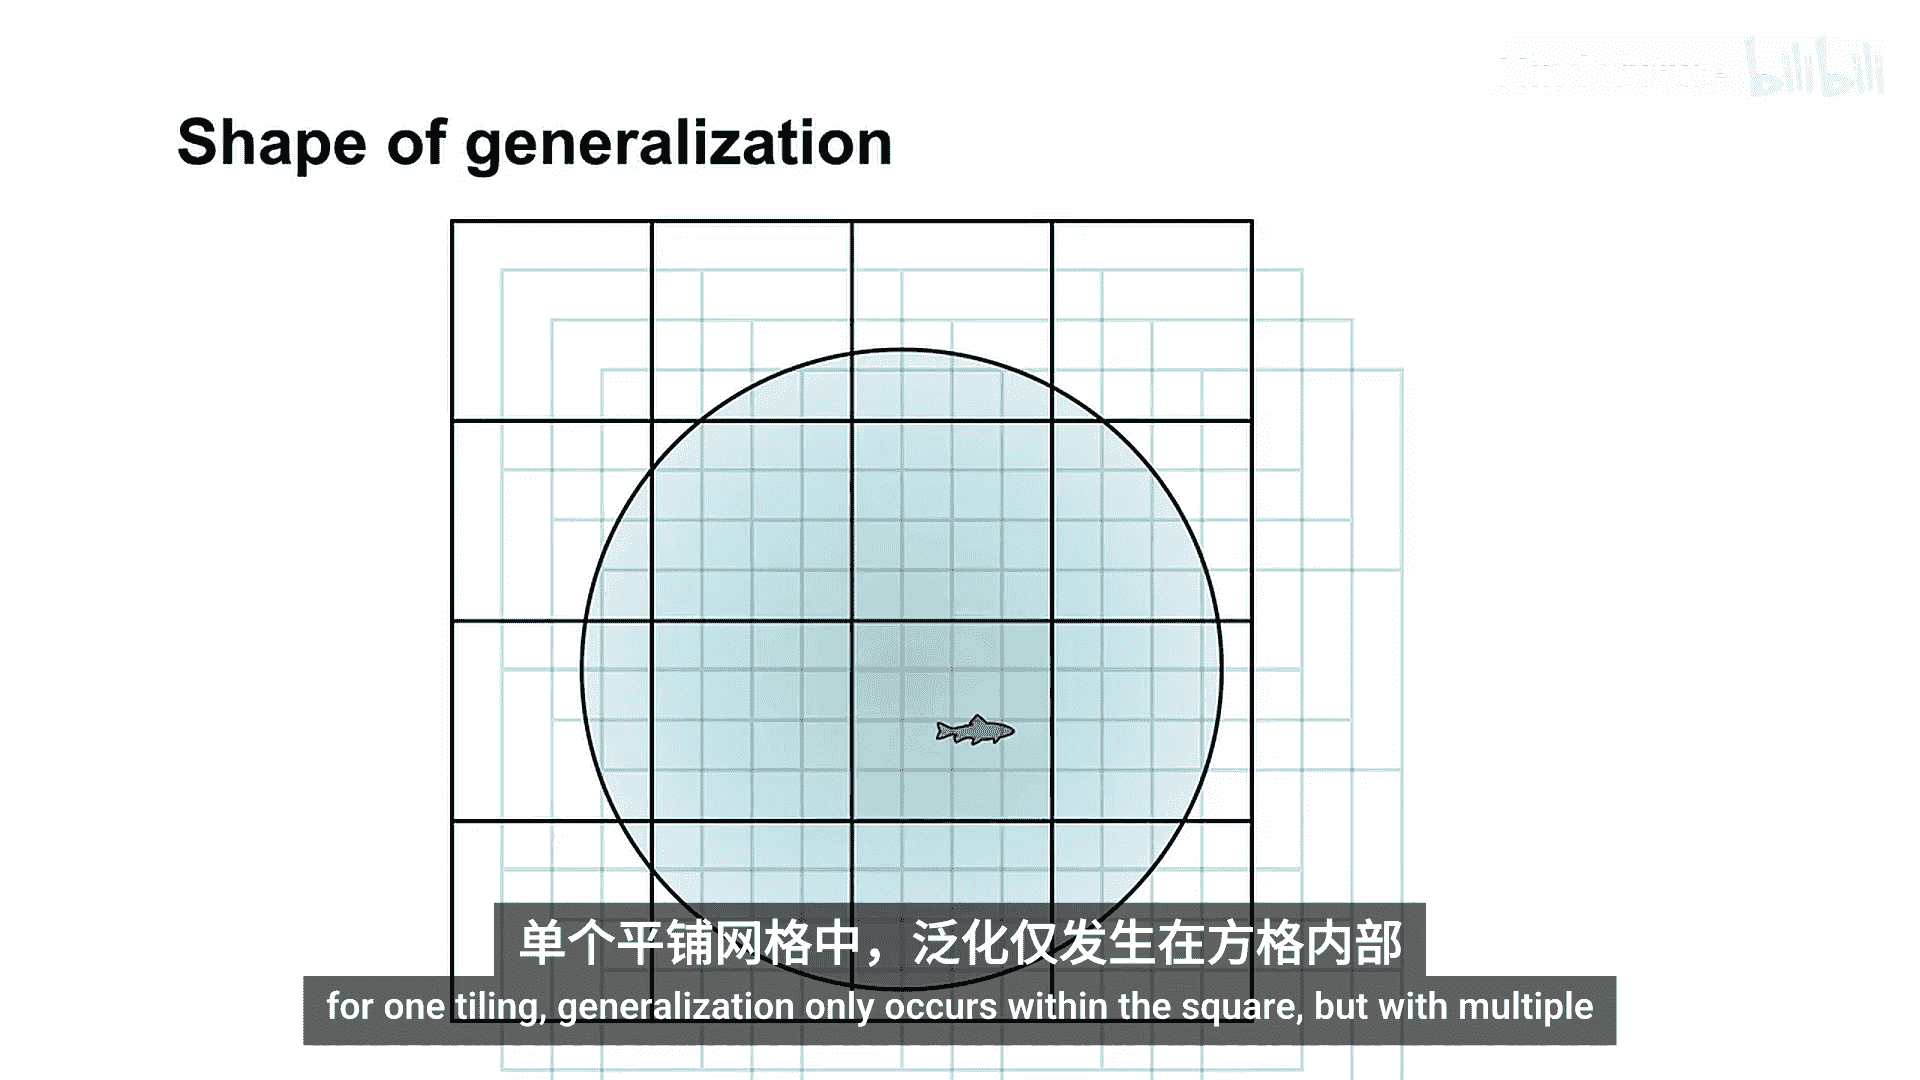 bilibili
Shape of generalization
单个平铺网格中，泛化仅发生在方格内部
for one tiling, generalization only occurs within the square, but with multiple